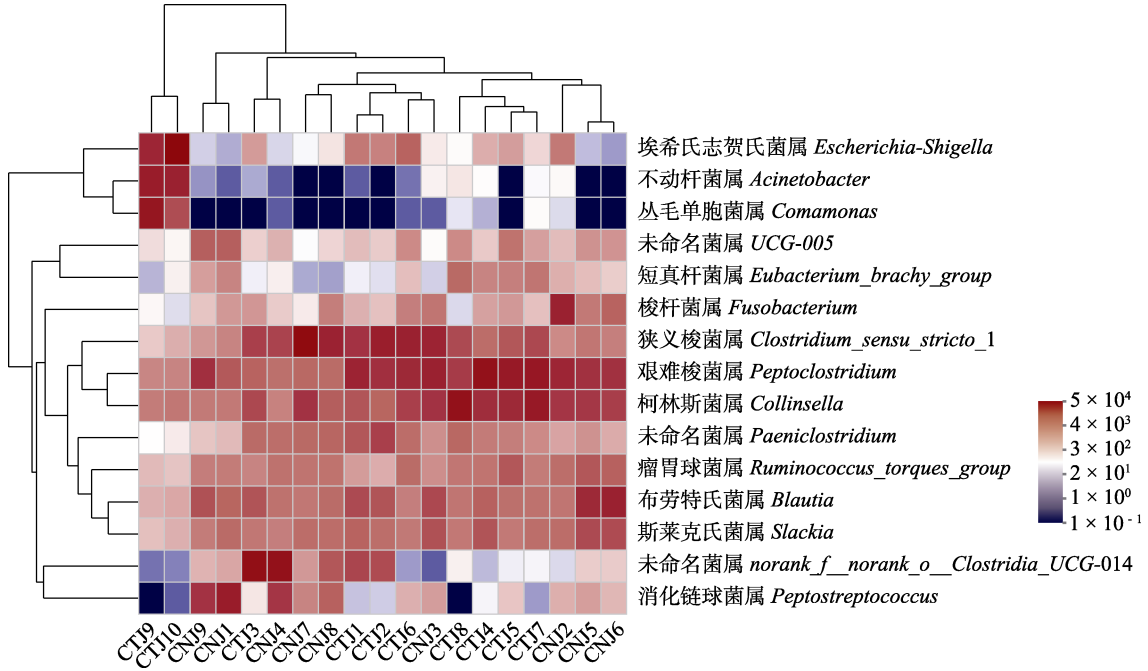 埃希氏志贺氏菌属 Escherichia-Shigella
不动杆菌属 Acinetobacter
丛毛单胞菌属 Comamonas
未命名菌属 UCG-005
短真杆菌属 Eubacterium_brachy_group
梭杆菌属 Fusobacterium
狭义梭菌属 Clostridium_sensu_stricto_1
艰难梭菌属 Peptoclostridium
柯林斯菌属 Collinsella
未命名菌属 Paeniclostridium
瘤胃球菌属 Ruminococcus_torques_group
布劳特氏菌属 Blautia
斯莱克氏菌属 Slackia
未命名菌属 norank_f__norank_o__Clostridia_UCG-014
消化链球菌属 Peptostreptococcus
5 × 10⁴
4 × 10³
3 × 10²
2 × 10¹
1 × 10⁰
1 × 10⁻¹
CTJ9 CTJ10 CNJ9 CNJ1 CTJ3 CNJ4 CNJ7 CNJ8 CTJ1 CTJ2 CTJ6 CNJ3 CTJ8 CTJ4 CTJ5 CTJ7 CNJ2 CNJ5 CNJ6